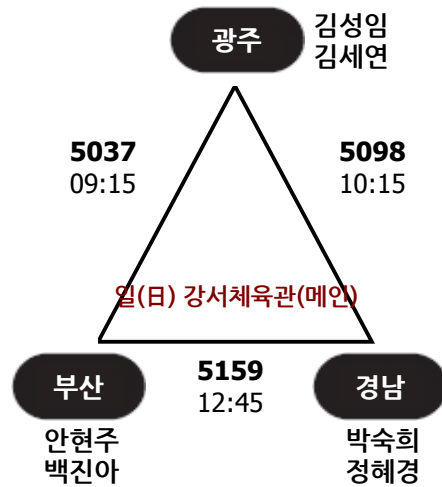 광주
김성임
김세연
5037
09:15
5098
10:15
일(日) 강서체육관(메인)
부산
안현주
백진아
5159
12:45
경남
박숙희
정혜경